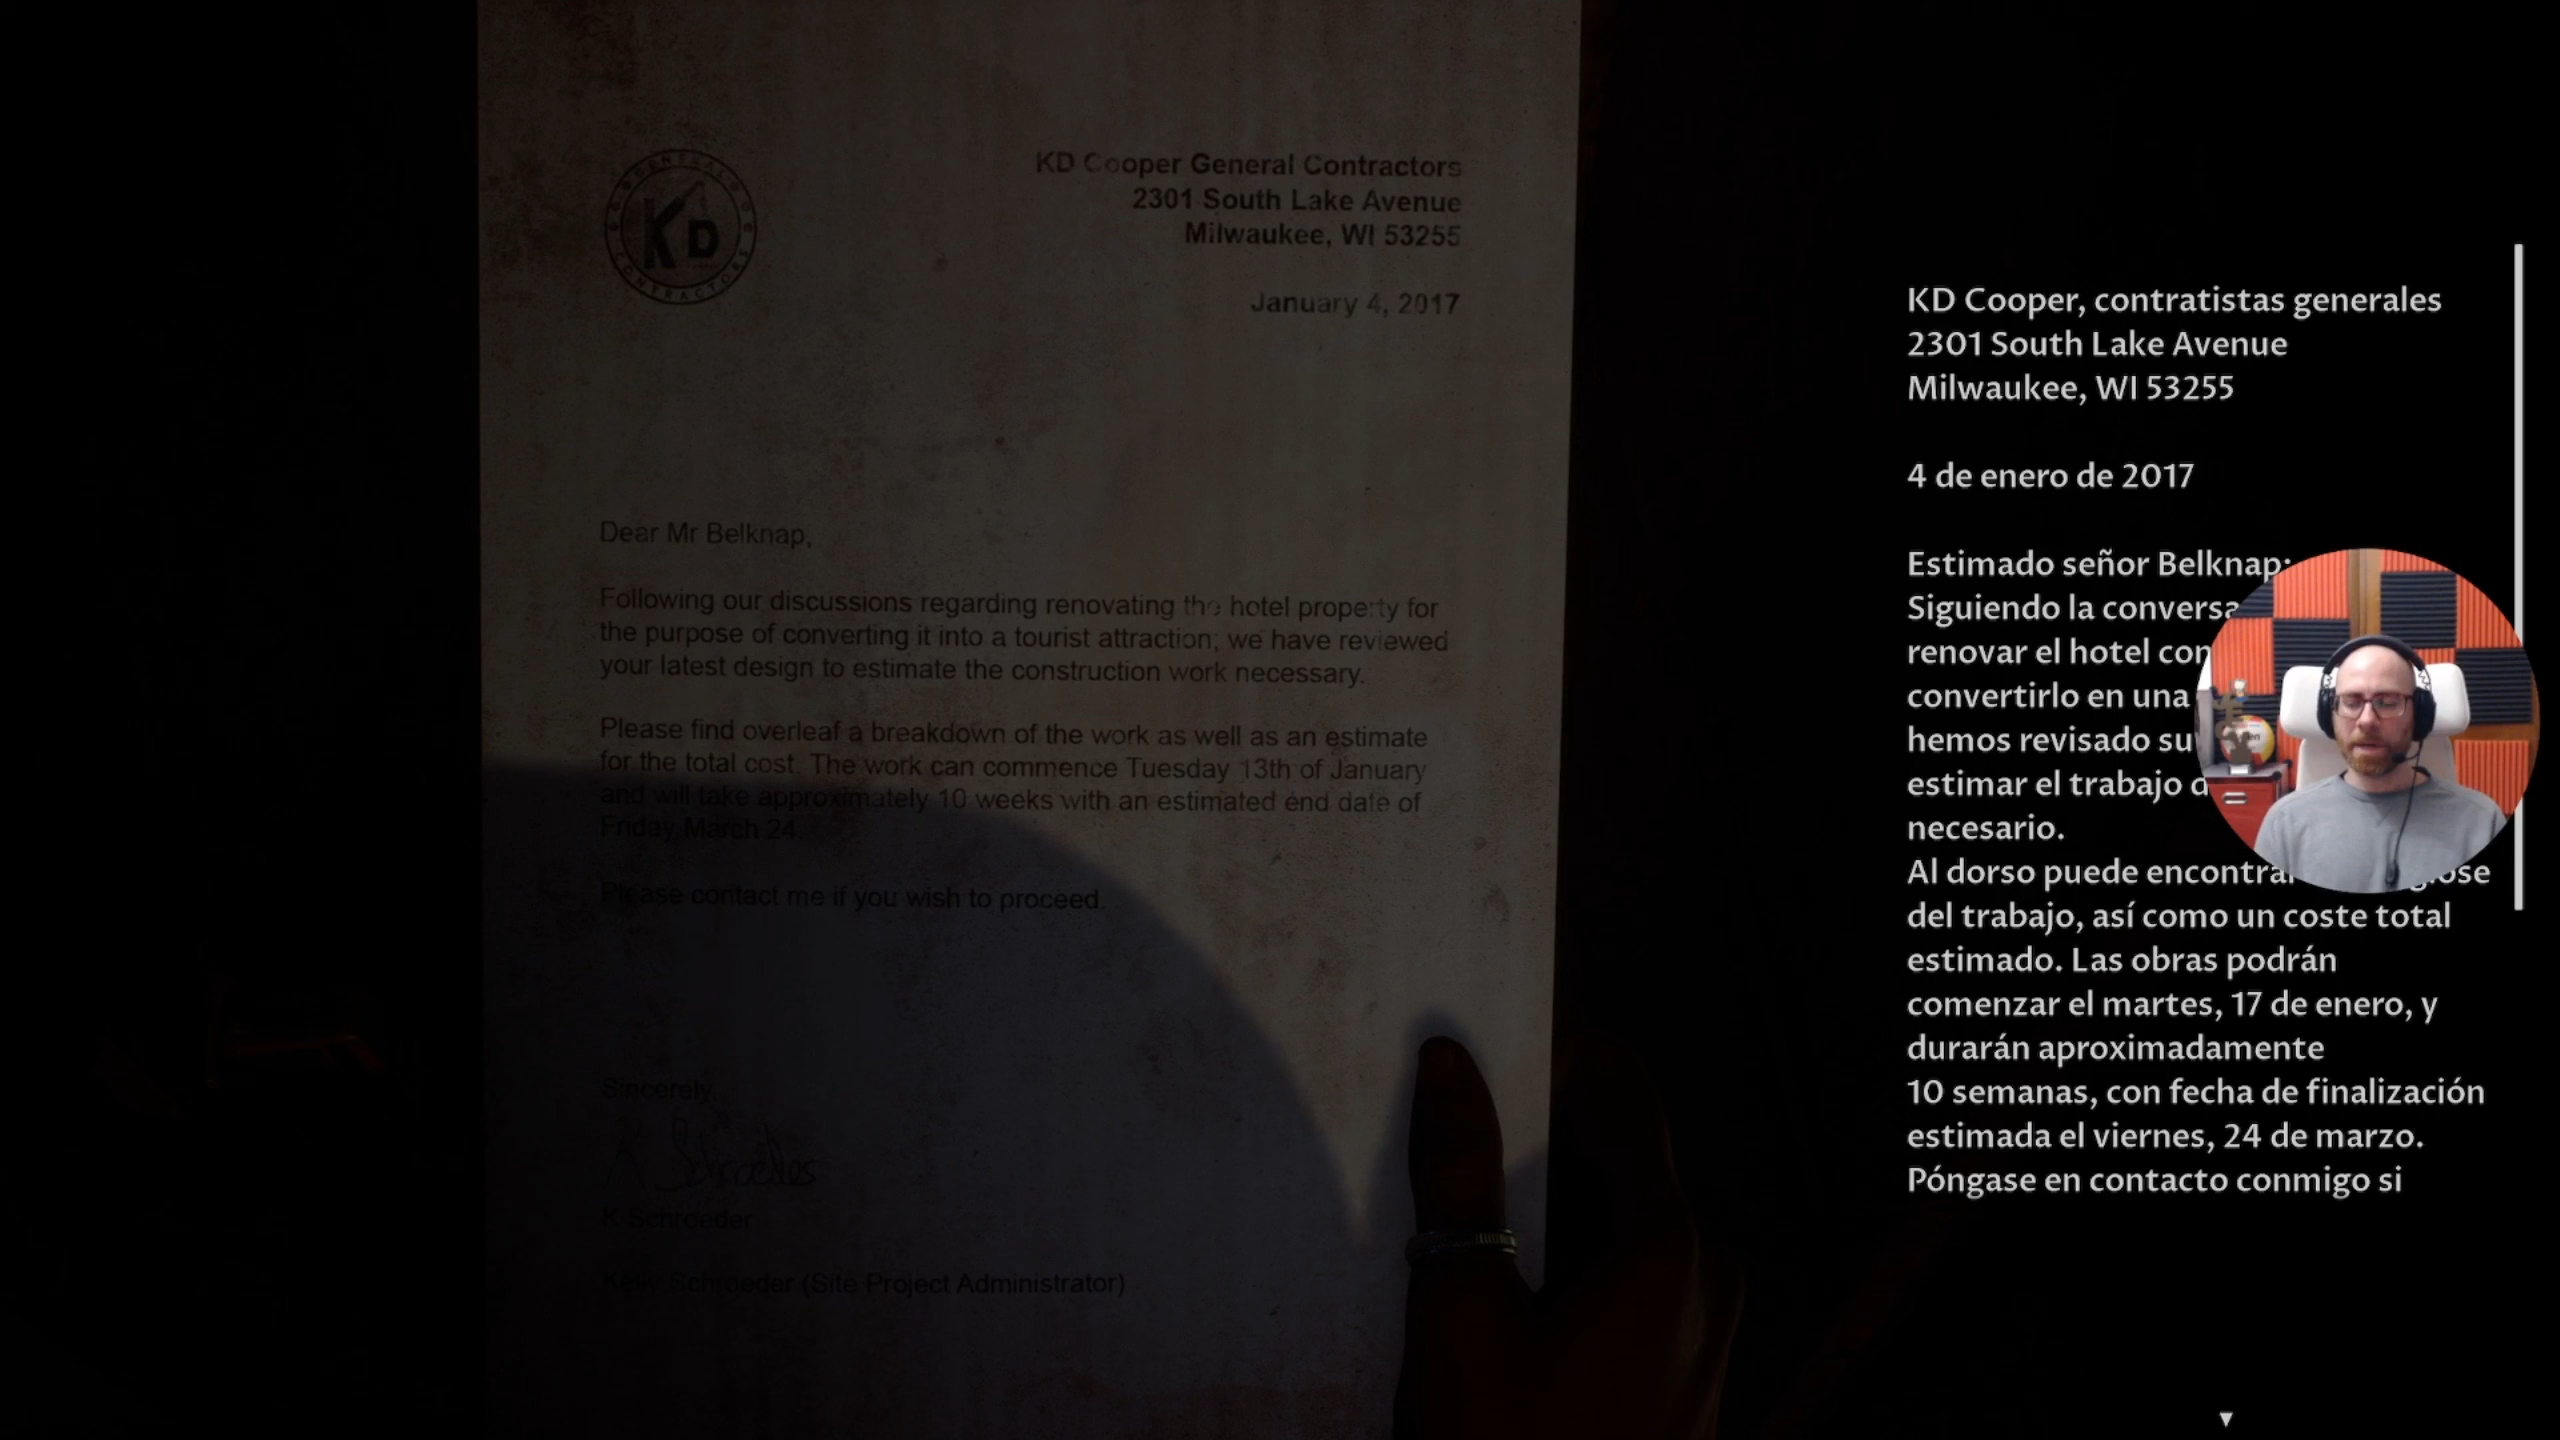 GENERAL
KD
CONTRACTORS
KD Cooper General Contractors
2301 South Lake Avenue
Milwaukee, WI 53255
January 4, 2017
Dear Mr Belknap,
Following our discussions regarding renovating the hotel property for
the purpose of converting it into a tourist attraction; we have reviewed
your latest design to estimate the construction work necessary.
Please find overleaf a breakdown of the work as well as an estimate
for the total cost. The work can commence Tuesday 13th of January
and will take approximately 10 weeks with an estimated end date of
Friday March 24.
Please contact me if you wish to proceed.
Sincerely,
K Schroeder
Kelly Schroeder (Site Project Administrator)
KD Cooper, contratistas generales
2301 South Lake Avenue
Milwaukee, WI 53255
4 de enero de 2017
Estimado señor Belknap:
Siguiendo la
renovar el hotel
convertirlo en una
hemos revisado su
estimar el trabajo
necesario.
Al dorso puede
del trabajo, así como un coste total
estimado. Las obras podrán
comenzar el martes, 17 de enero, y
durarán aproximadamente
10 semanas, con fecha de finalización
estimada el viernes, 24 de marzo.
Póngase en contacto conmigo si